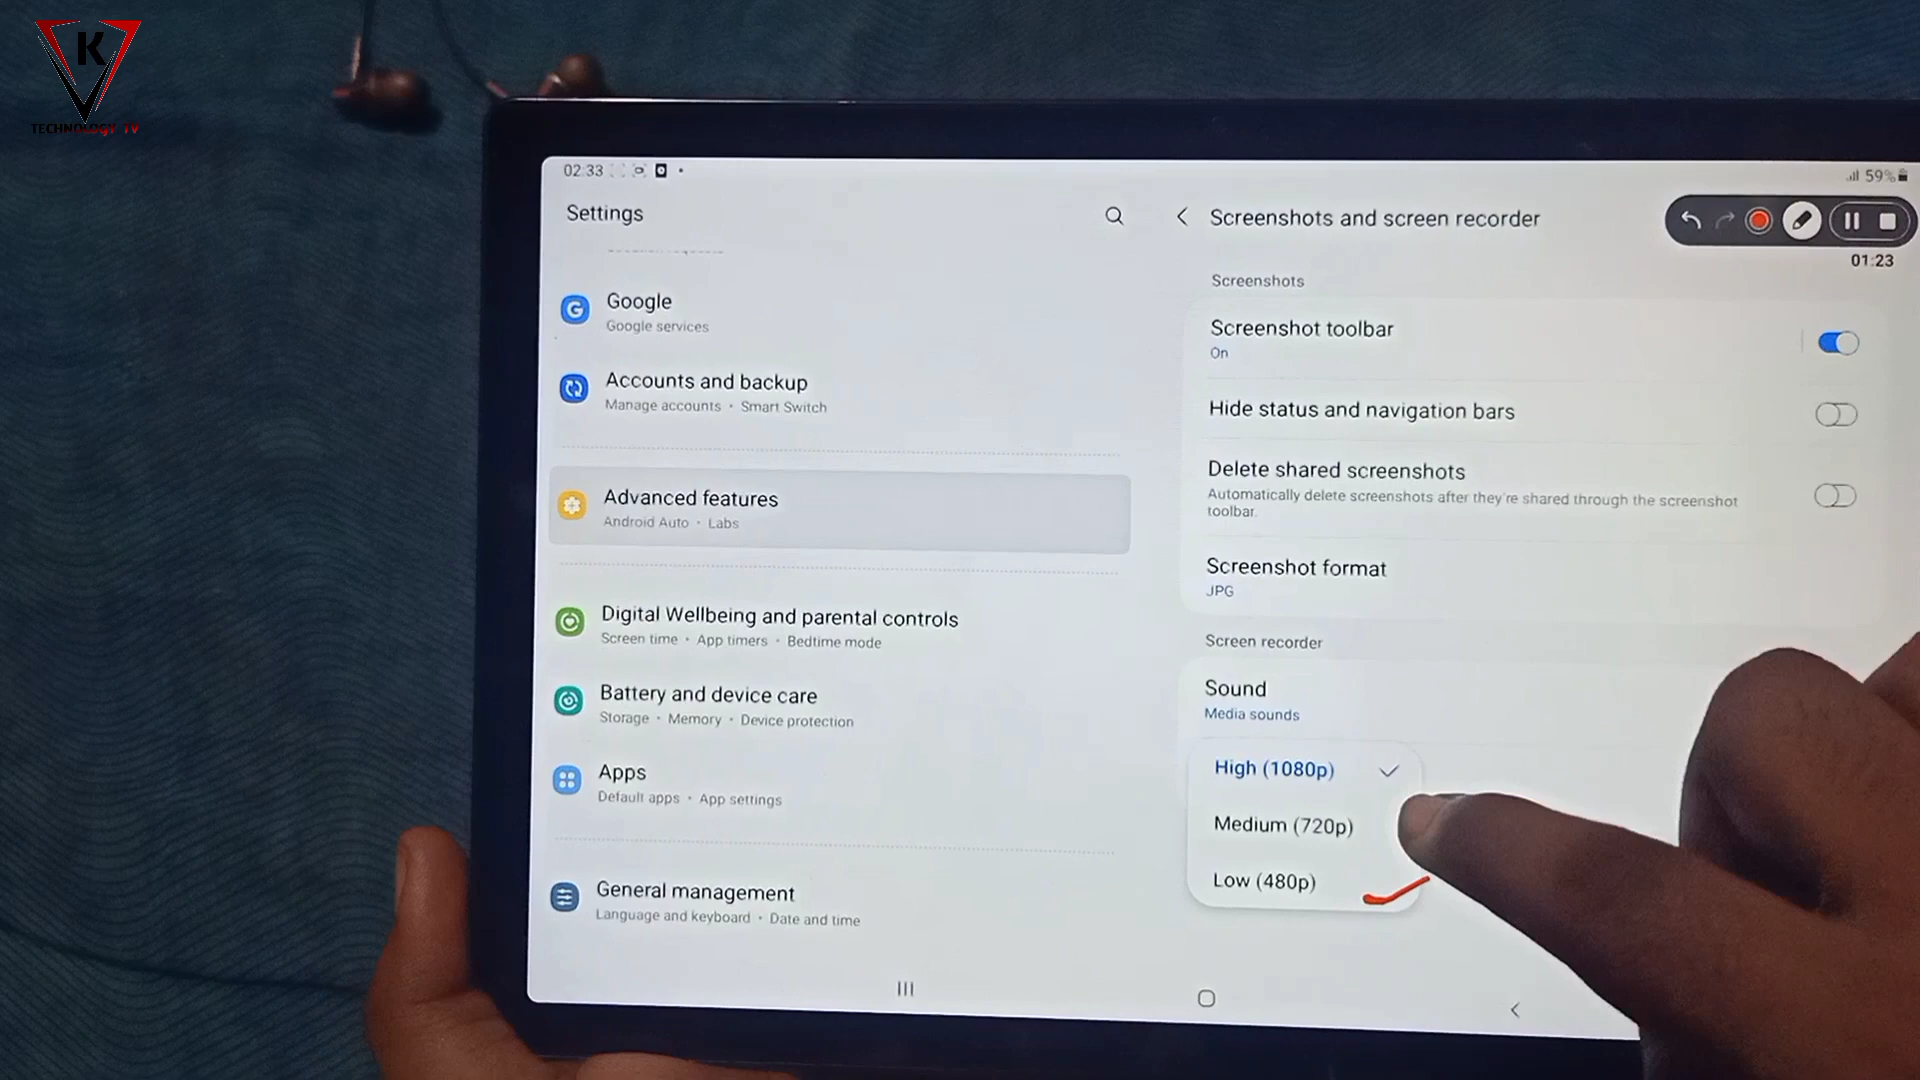 K
TECHNOLOGY TV
02:33
59%
Settings
Screenshots and screen recorder
01:23
Google
Google services
Accounts and backup
Manage accounts • Smart Switch
Advanced features
Android Auto • Labs
Digital Wellbeing and parental controls
Screen time • App timers • Bedtime mode
Battery and device care
Storage • Memory • Device protection
Apps
Default apps • App settings
General management
Language and keyboard • Date and time
Screenshots
Screenshot toolbar
On
Hide status and navigation bars
Delete shared screenshots
Automatically delete screenshots after they're shared through the screenshot
toolbar.
Screenshot format
JPG
Screen recorder
Sound
Media sounds
High (1080p)
Medium (720p)
Low (480p)